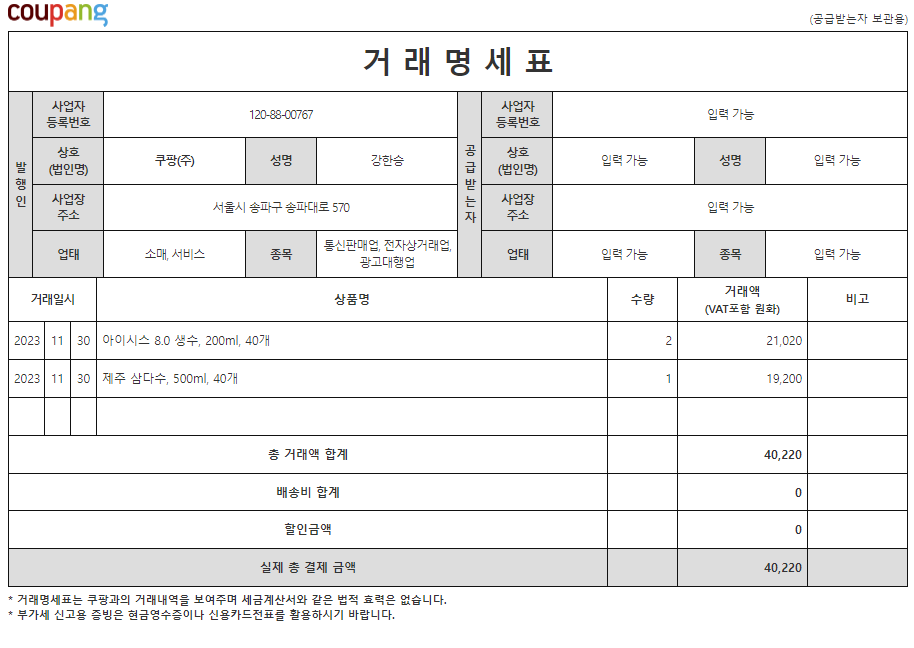 coupang
(공급받는자 보관용)
거 래 명 세 표
발행인
사업자
등록번호
120-88-00767
상호
(법인명)
쿠팡(주)
성명
강한승
사업장
주소
서울시 송파구 송파대로 570
업태
소매, 서비스
종목
통신판매업, 전자상거래업,
광고대행업
공급받는자
사업자
등록번호
입력 가능
상호
(법인명)
입력 가능
성명
입력 가능
사업장
주소
입력 가능
업태
입력 가능
종목
입력 가능
거래일시 상품명 수량 거래액 비고
(VAT포함 원화)
2023 11 30 아이시스 8.0 생수, 200ml, 40개 2 21,020
2023 11 30 제주 삼다수, 500ml, 40개 1 19,200
총 거래액 합계 40,220
배송비 합계 0
할인금액 0
실제 총 결제 금액 40,220
* 거래명세표는 쿠팡과의 거래내역을 보여주며 세금계산서와 같은 법적 효력은 없습니다.
* 부가세 신고용 증빙은 현금영수증이나 신용카드전표를 활용하시기 바랍니다.